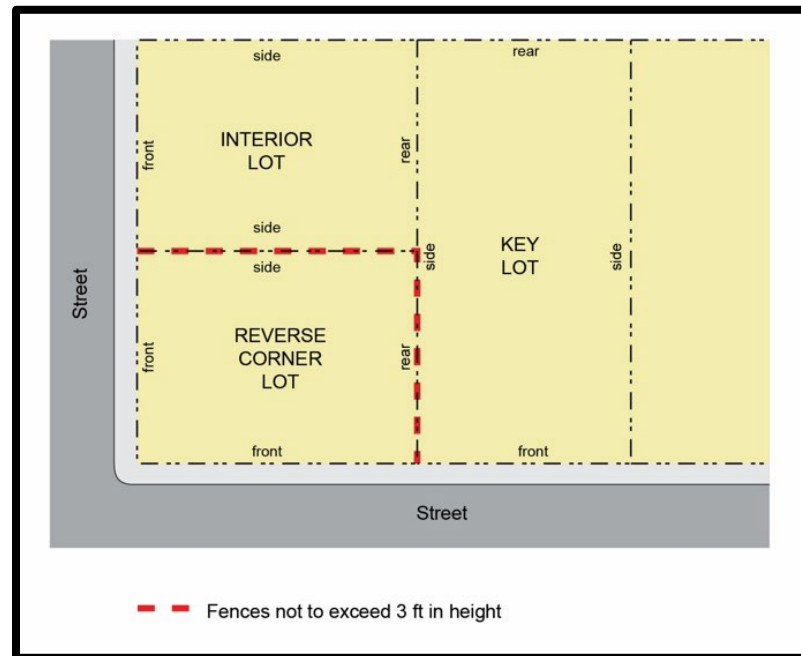 side
rear
INTERIOR
LOT
front
rear
side
side
side
KEY
LOT
side
Street
REVERSE
CORNER
LOT
front
rear
front
front
Street
Fences not to exceed 3 ft in height